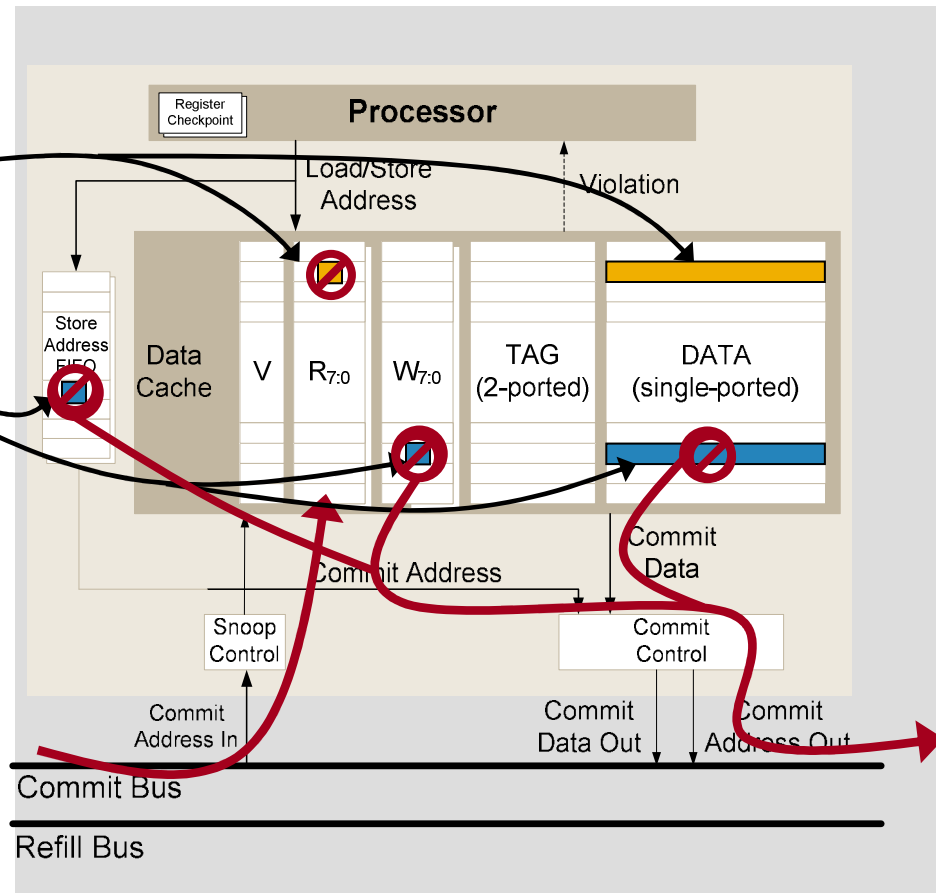 Register
Checkpoint
Processor
Load/Store
Address
Violation
Store
Address
FIFO
Data
Cache
V
R7:0
W7:0
TAG
(2-ported)
DATA
(single-ported)
Commit
Data
Commit Address
Snoop
Control
Commit
Control
Commit
Address In
Commit
Data Out
Commit
Address Out
Commit Bus
Refill Bus